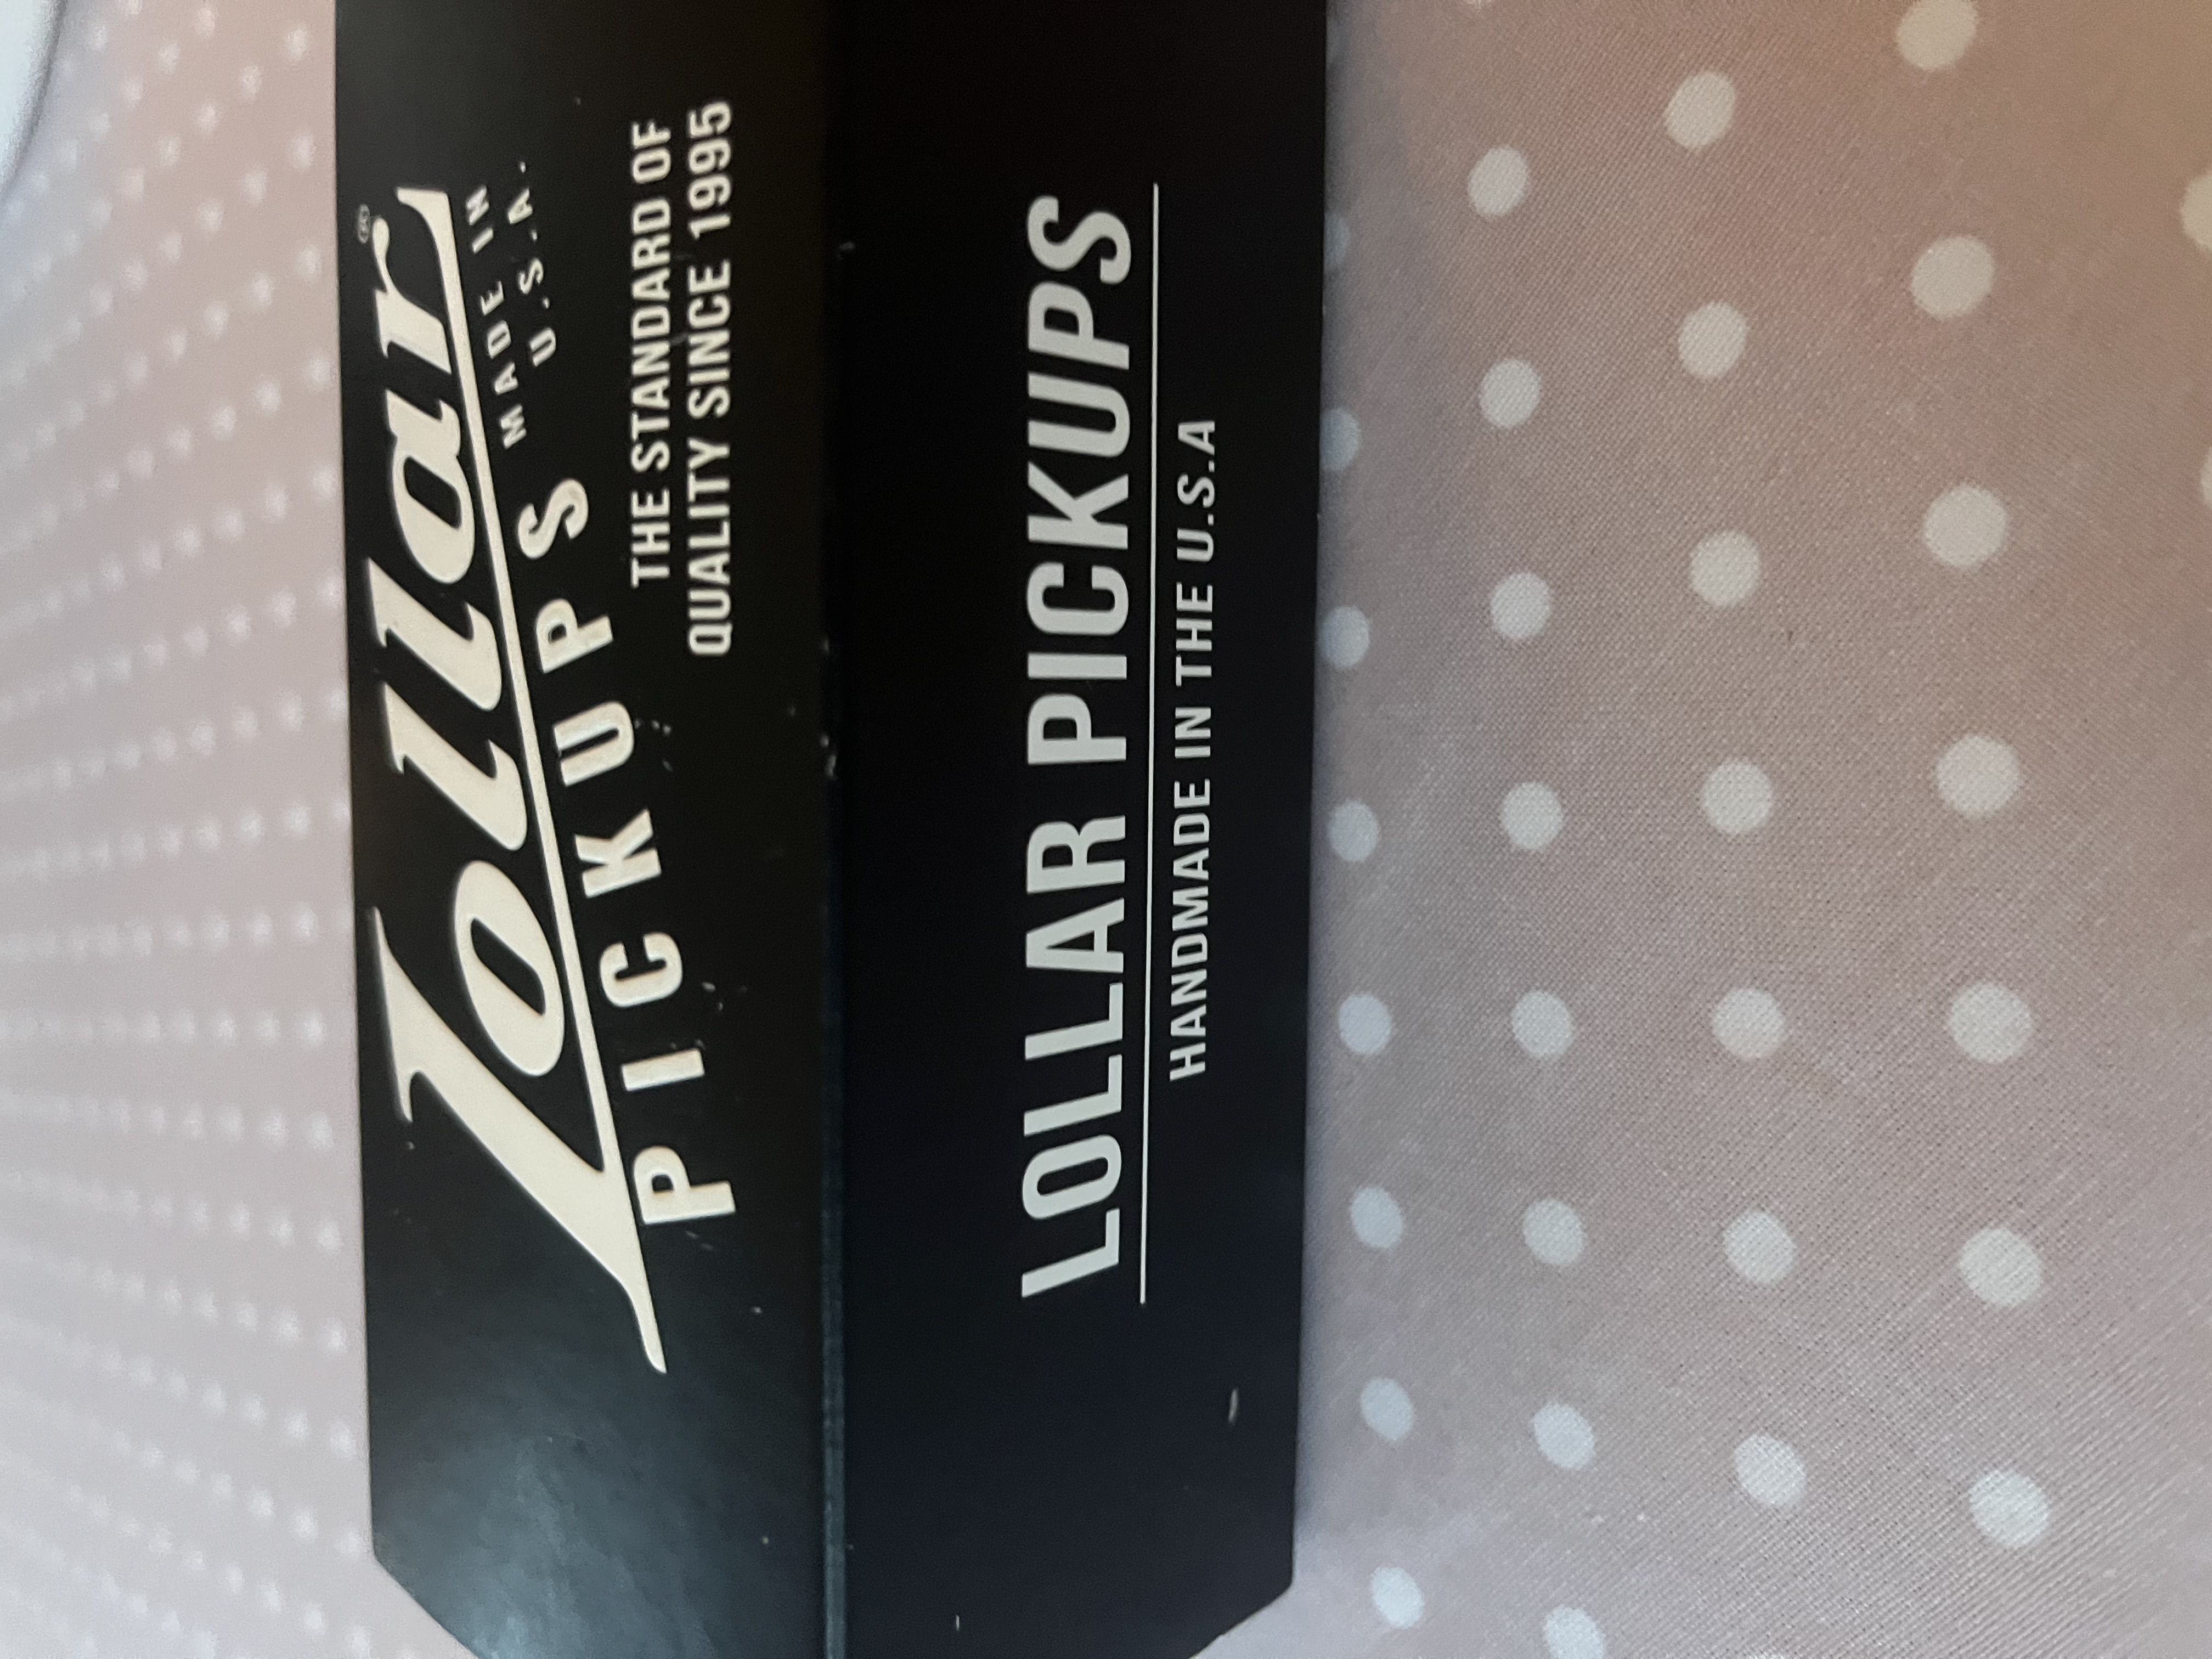 Lollar®
PICKUPS
MADE IN
U.S.A.
THE STANDARD OF
QUALITY SINCE 1995
LOLLAR PICKUPS
HANDMADE IN THE U.S.A